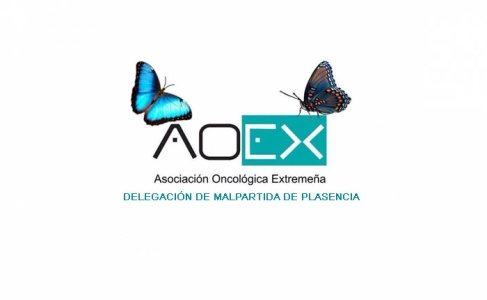 AOEX
Asociación Oncológica Extremeña
DELEGACIÓN DE MALPARTIDA DE PLASENCIA